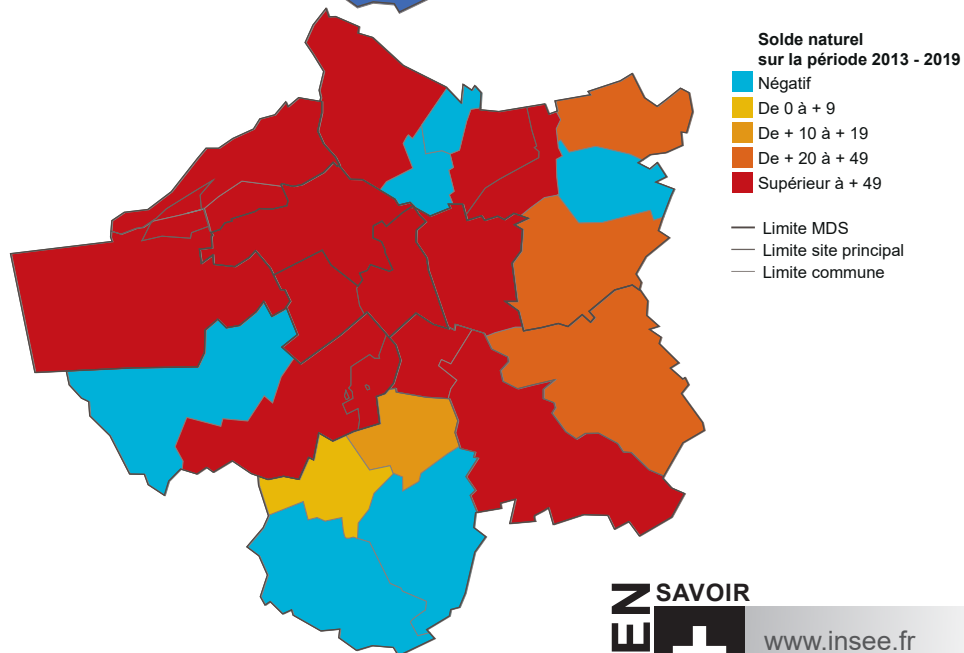 Solde naturel
sur la période 2013 - 2019
Négatif
De 0 à + 9
De + 10 à + 19
De + 20 à + 49
Supérieur à + 49
Limite MDS
Limite site principal
Limite commune
EN
SAVOIR
www.insee.fr